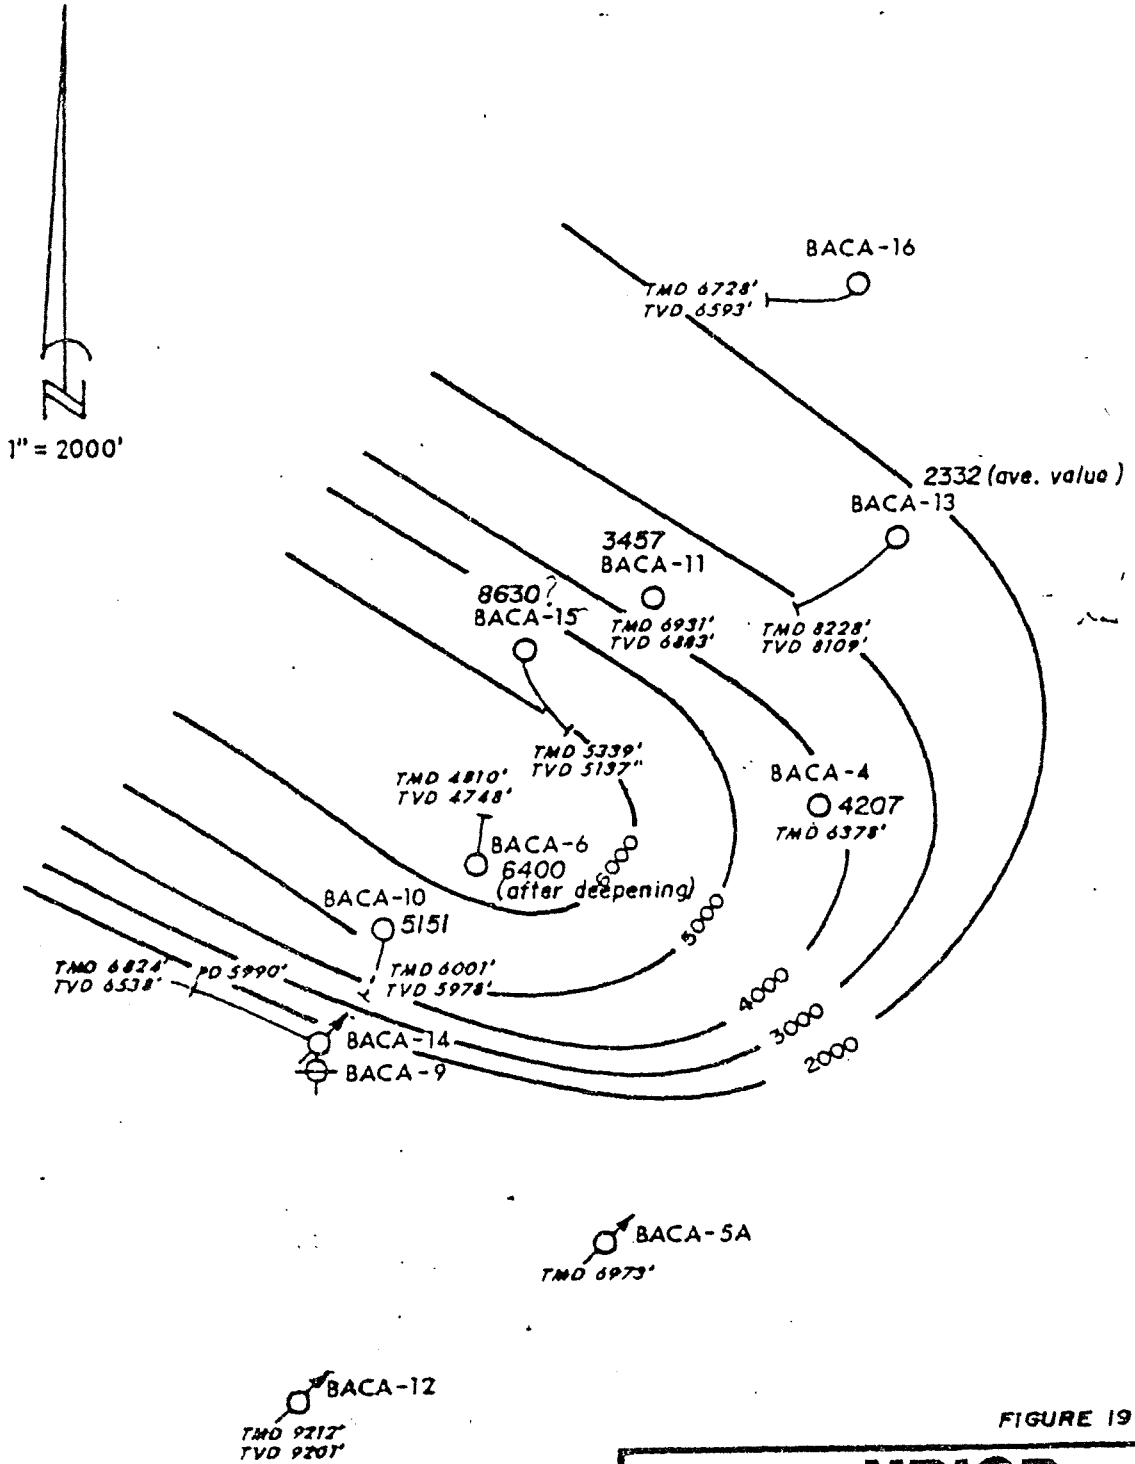 BACA-16
TMD 6728'
TVD 6593'
N
1" = 2000'
2332 (ave. value)
BACA-13
3457
BACA-11
8630?
BACA-15
TMD 6931'
TVD 6883'
TMD 8228'
TVD 8109'
TMD 5339'
TVD 5137"
TMD 4810'
TVD 4748'
BACA-4
4207
TMD 6378'
BACA-6
6400
(after deepening)
6000
BACA-10
5151
5000
TMD 6824'
TVD 6538'
PD 5990'
TMD 6001'
TVD 5978'
4000
3000
2000
BACA-14
BACA-9
BACA-5A
TMD 6973'
BACA-12
TMD 9212'
TVD 9201'
FIGURE 19